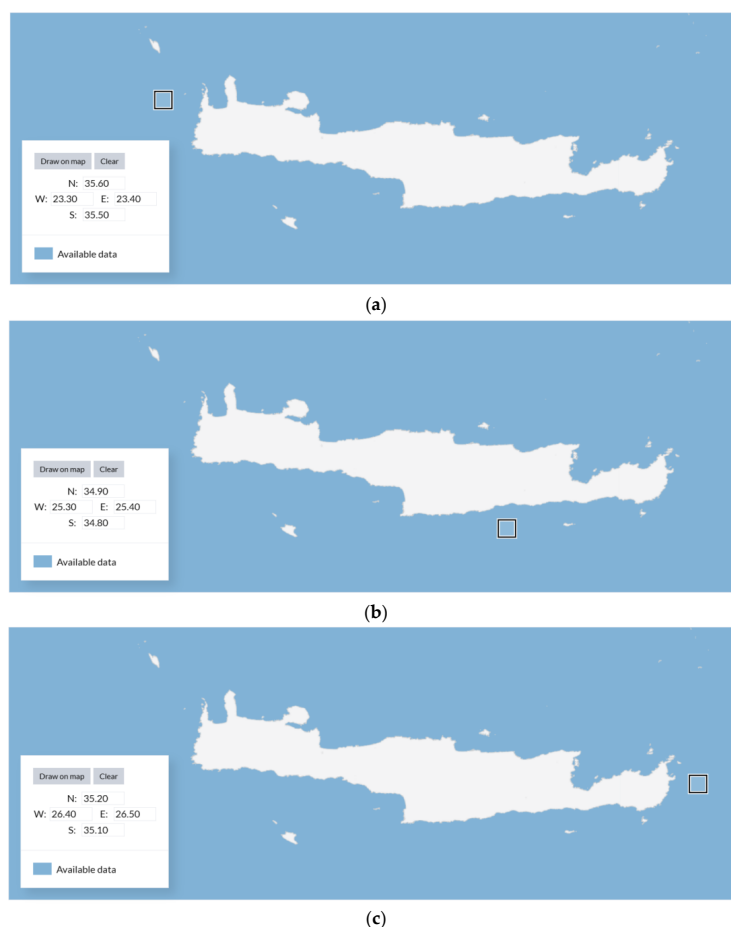 Draw on map Clear
N: 35.60
W: 23.30 E: 23.40
S: 35.50
Available data
(a)
Draw on map Clear
N: 34.90
W: 25.30 E: 25.40
S: 34.80
Available data
(b)
Draw on map Clear
N: 35.20
W: 26.40 E: 26.50
S: 35.10
Available data
(c)